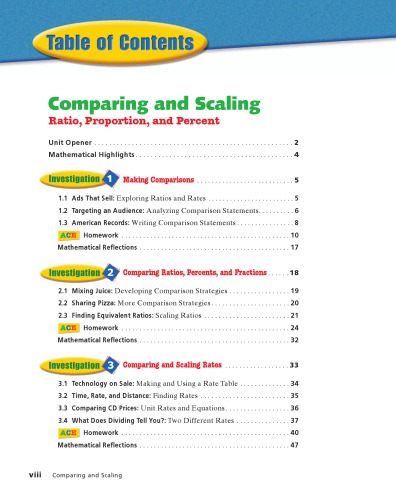 Table of Contents
Comparing and Scaling
Ratio, Proportion, and Percent
Unit Opener . . . . . . . . . . . . . . . . . . . . . . . . . . . . . . 2
Mathematical Highlights . . . . . . . . . . . . . . . . . . . . 4
Investigation 1 Making Comparisons . . . . . . . . . . . . . . . . 5
1.1 Ads That Sell: Exploring Ratios and Rates . . . . . . . . . . 5
1.2 Targeting an Audience: Analyzing Comparison Statements. . . . . . . . . . 6
1.3 American Records: Writing Comparison Statements . . . . . . . . . . 8
ACE Homework . . . . . . . . . . . . . . . . . . . . 10
Mathematical Reflections . . . . . . . . . . . . . . . . . . . . 17
Investigation 2 Comparing Ratios, Percents, and Fractions . . . . . . 18
2.1 Mixing Juice: Developing Comparison Strategies . . . . . . . . . . 19
2.2 Sharing Pizza: More Comparison Strategies . . . . . . . . . . 20
2.3 Finding Equivalent Ratios: Scaling Ratios . . . . . . . . . . 21
ACE Homework . . . . . . . . . . . . . . . . . . . . 24
Mathematical Reflections . . . . . . . . . . . . . . . . . . . . 32
Investigation 3 Comparing and Scaling Rates . . . . . . . . . . 33
3.1 Technology on Sale: Making and Using a Rate Table . . . . . . . . . . 34
3.2 Time, Rate, and Distance: Finding Rates . . . . . . . . . . 35
3.3 Comparing CD Prices: Unit Rates and Equations . . . . . . . . . . 36
3.4 What Does Dividing Tell You?: Two Different Rates . . . . . . . . . . 37
ACE Homework . . . . . . . . . . . . . . . . . . . . 40
Mathematical Reflections . . . . . . . . . . . . . . . . . . . . 47
viii Comparing and Scaling